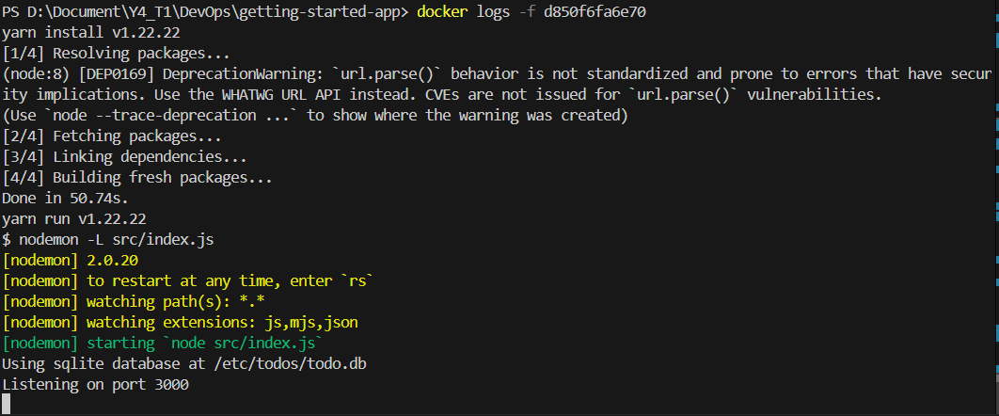 PS D:\Document\Y4_T1\DevOps\getting-started-app> docker logs -f d850f6fa6e70
yarn install v1.22.22
[1/4] Resolving packages...
(node:8) [DEP0169] DeprecationWarning: `url.parse()` behavior is not standardized and prone to errors that have secur
ity implications. Use the WHATWG URL API instead. CVEs are not issued for `url.parse()` vulnerabilities.
(Use `node --trace-deprecation ...` to show where the warning was created)
[2/4] Fetching packages...
[3/4] Linking dependencies...
[4/4] Building fresh packages...
Done in 50.74s.
yarn run v1.22.22
$ nodemon -L src/index.js
[nodemon] 2.0.20
[nodemon] to restart at any time, enter `rs`
[nodemon] watching path(s): *.*
[nodemon] watching extensions: js,mjs,json
[nodemon] starting `node src/index.js`
Using sqlite database at /etc/todos/todo.db
Listening on port 3000